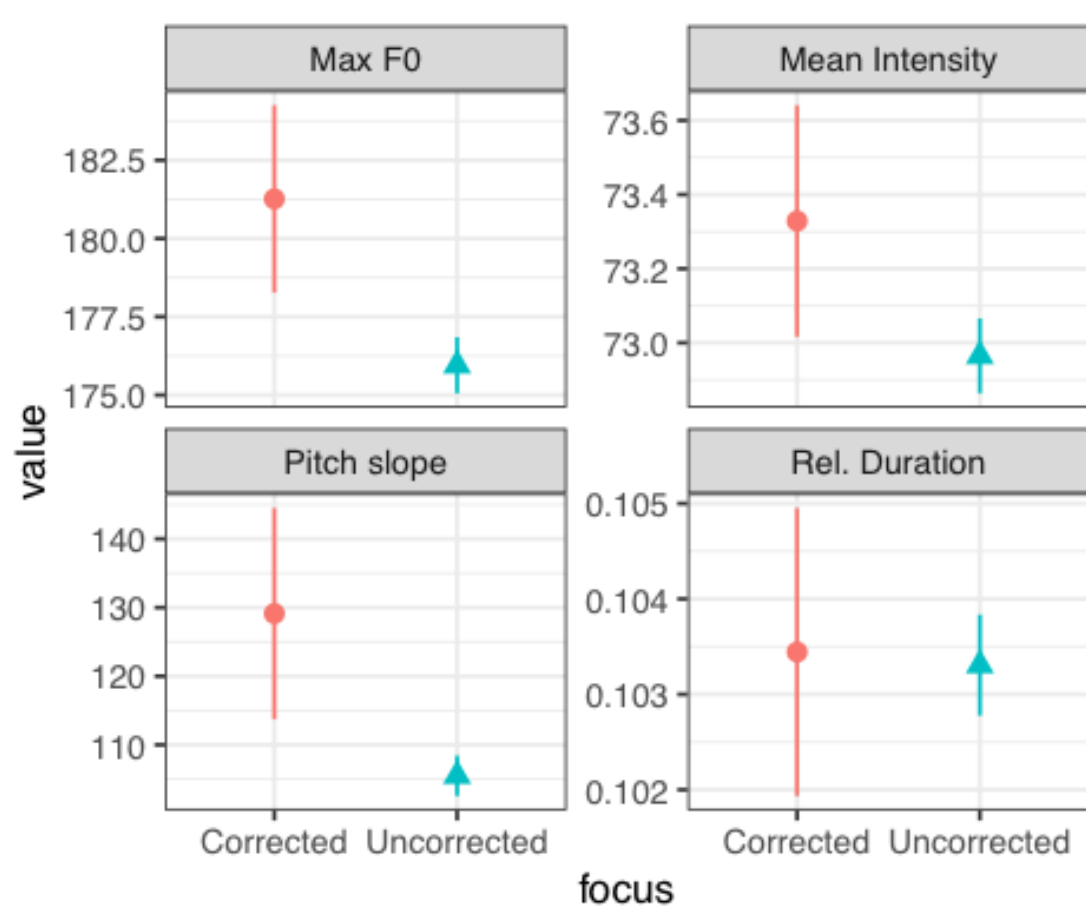 Max F0
Mean Intensity
182.5
180.0
177.5
175.0
73.6
73.4
73.2
73.0
value
Pitch slope
Rel. Duration
140
130
120
110
0.105
0.104
0.103
0.102
Corrected Uncorrected
Corrected Uncorrected
focus